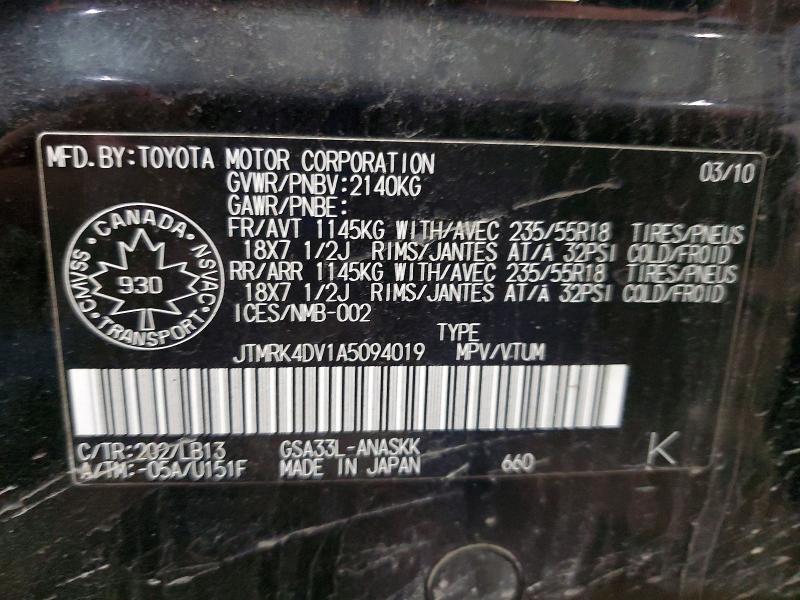 MFD.BY:TOYOTA MOTOR CORPORATION 03/10
GVWR/PNBV:2140KG
GAWR/PNBE:
FR/AVT 1145KG WITH/AVEC 235/55R18 TIRES/PNEUS
18X7 1/2J RIMS/JANTES AT/À 32PSI COLD/FROID
RR/ARR 1145KG WITH/AVEC 235/55R18 TIRES/PNEUS
18X7 1/2J RIMS/JANTES AT/À 32PSI COLD/FROID
ICES/NMB-002
CANADA
CMVSS
930
NSVAC
TRANSPORT
TYPE
JTMRK4DV1A5094019 MPV/VTUM
C/TR:202/LB13 GSA33L-ANASKK
A/TM:-05A/U151F MADE IN JAPAN 660 K